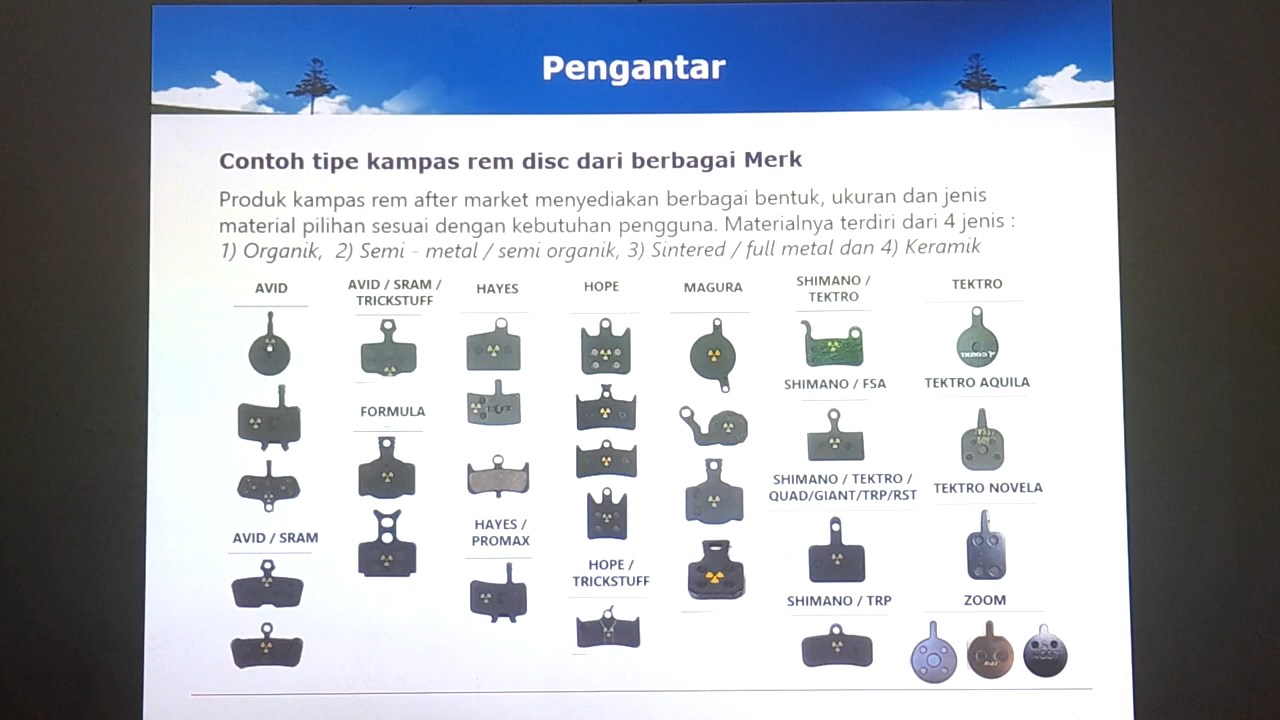 Pengantar
Contoh tipe kampas rem disc dari berbagai Merk
Produk kampas rem after market menyediakan berbagai bentuk, ukuran dan jenis
material pilihan sesuai dengan kebutuhan pengguna. Materialnya terdiri dari 4 jenis :
1) Organik, 2) Semi - metal / semi organik, 3) Sintered / full metal dan 4) Keramik
AVID
AVID / SRAM /
TRICKSTUFF
HAYES
HOPE
MAGURA
SHIMANO /
TEKTRO
TEKTRO
SHIMANO / FSA
TEKTRO AQUILA
FORMULA
SHIMANO / TEKTRO /
QUAD/GIANT/TRP/RST
TEKTRO NOVELA
AVID / SRAM
HAYES /
PROMAX
HOPE /
TRICKSTUFF
SHIMANO / TRP
ZOOM